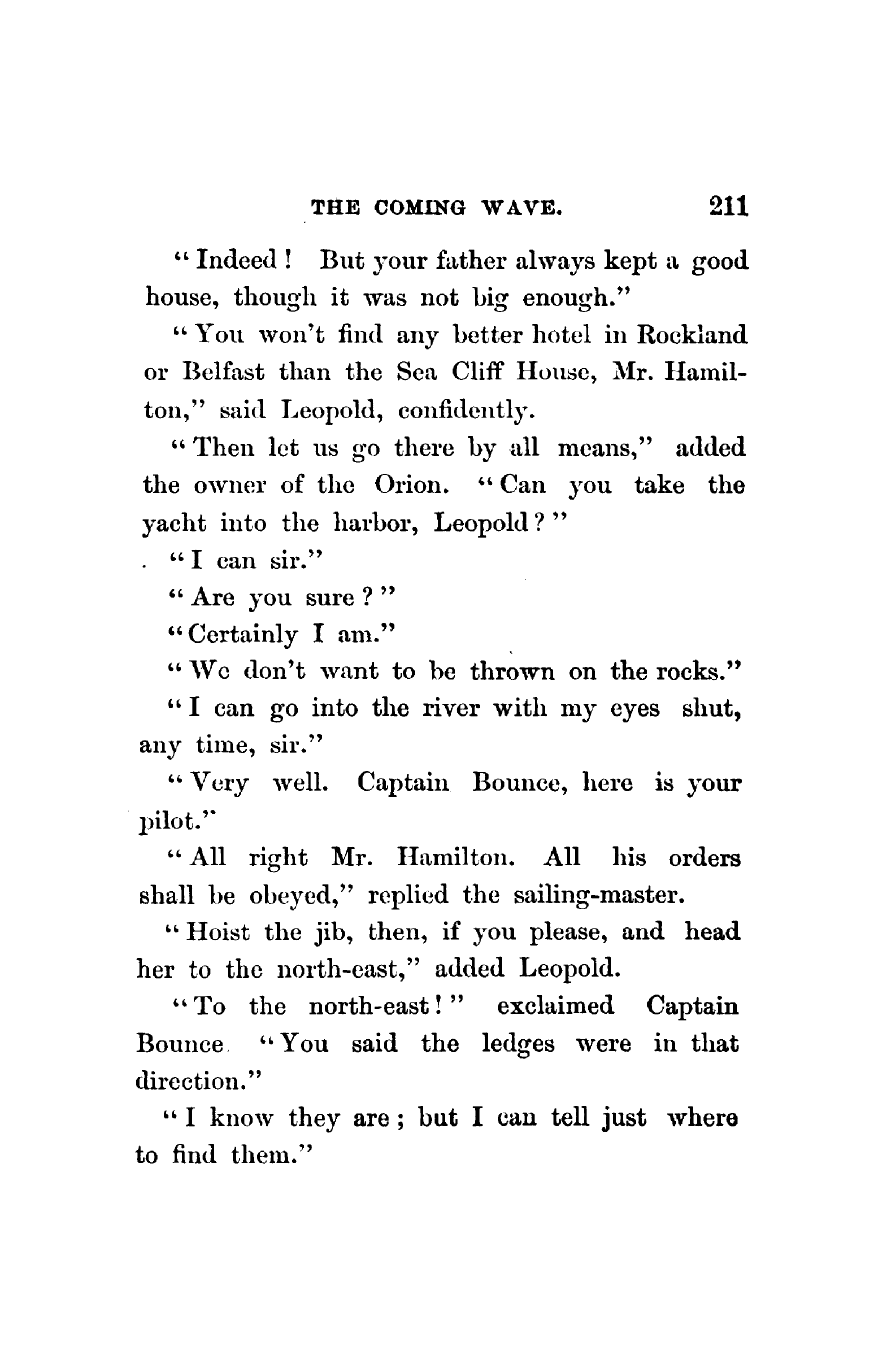 THE COMING WAVE. 211
“Indeed! But your father always kept a good
house, though it was not big enough.”
“You won’t find any better hotel in Rockland
or Belfast than the Sea Cliff House, Mr. Hamil-
ton,” said Leopold, confidently.
“Then let us go there by all means,” added
the owner of the Orion. “Can you take the
yacht into the harbor, Leopold?”
“I can sir.”
“Are you sure?”
“Certainly I am.”
“We don’t want to be thrown on the rocks.”
“I can go into the river with my eyes shut,
any time, sir.”
“Very well. Captain Bounce, here is your
pilot.”
“All right Mr. Hamilton. All his orders
shall be obeyed,” replied the sailing-master.
“Hoist the jib, then, if you please, and head
her to the north-east,” added Leopold.
“To the north-east!” exclaimed Captain
Bounce. “You said the ledges were in that
direction.”
“I know they are; but I can tell just where
to find them.”